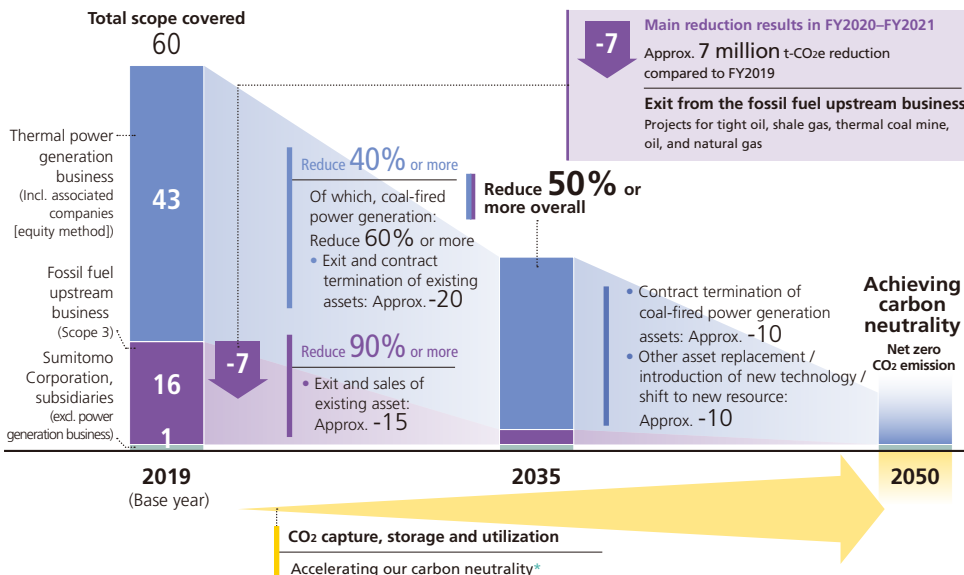 Total scope covered
60
Thermal power
generation
business
(Incl. associated
companies
[equity method])
Fossil fuel
upstream
business
(Scope 3)
Sumitomo
Corporation,
subsidiaries
(excl. power
generation business)
43
16
1
-7
Reduce 40% or more
Of which, coal-fired
power generation:
Reduce 60% or more
• Exit and contract
termination of existing
assets: Approx. -20
Reduce 90% or more
• Exit and sales of
existing asset:
Approx. -15
Reduce 50% or
more overall
-7
Main reduction results in FY2020–FY2021
Approx. 7 million t-CO2e reduction
compared to FY2019
Exit from the fossil fuel upstream business
Projects for tight oil, shale gas, thermal coal mine,
oil, and natural gas
• Contract termination of
coal-fired power generation
assets: Approx. -10
• Other asset replacement /
introduction of new technology /
shift to new resource:
Approx. -10
Achieving
carbon
neutrality
Net zero
CO2 emission
2019
(Base year)
2035
2050
CO2 capture, storage and utilization
Accelerating our carbon neutrality*